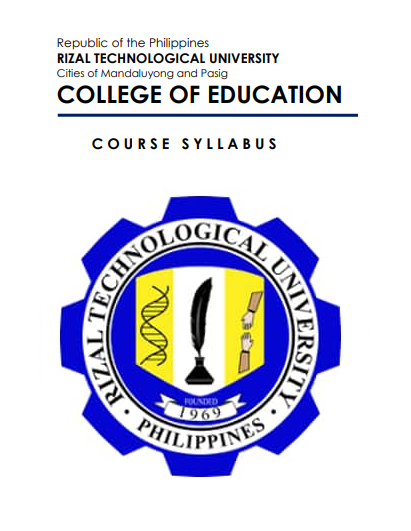 Republic of the Philippines
RIZAL TECHNOLOGICAL UNIVERSITY
Cities of Mandaluyong and Pasig
COLLEGE OF EDUCATION
COURSE SYLLABUS
RIZAL TECHNOLOGICAL UNIVERSITY
FOUNDED
1969
• PHILIPPINES •